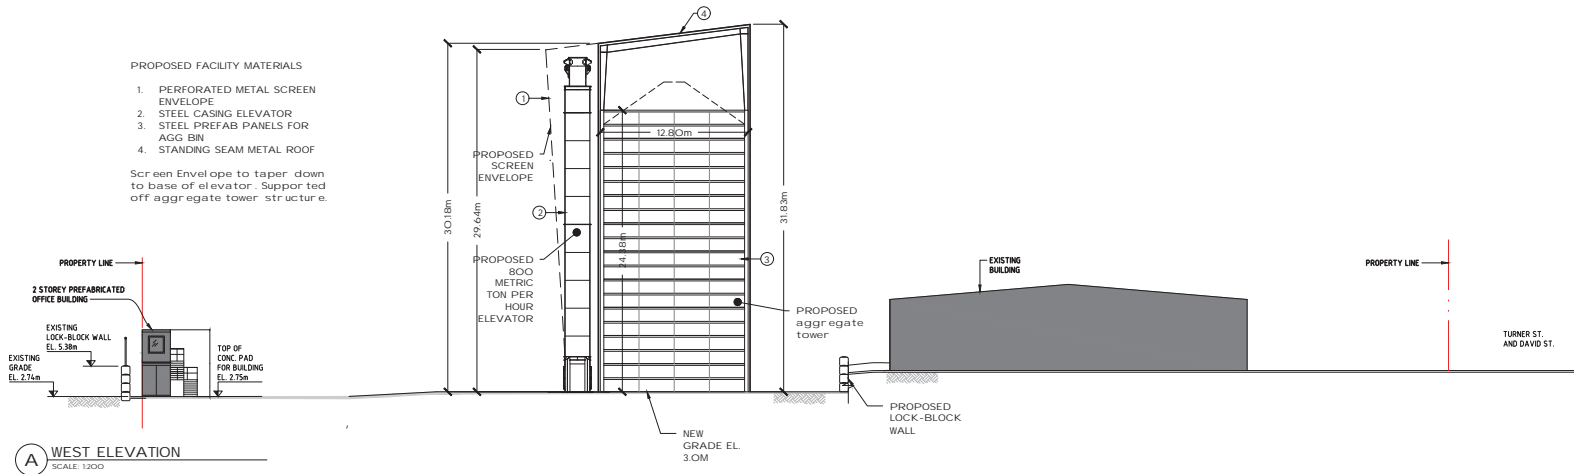 PROPOSED FACILITY MATERIALS
1. PERFORATED METAL SCREEN
ENVELOPE
2. STEEL CASING ELEVATOR
3. STEEL PREFAB PANELS FOR
AGG BIN
4. STANDING SEAM METAL ROOF
Screen Envelope to taper down
to base of elevator. Supported
off aggregate tower structure.
4
1
2
3
30.18m
29.64m
24.38m
12.80m
31.83m
PROPOSED
SCREEN
ENVELOPE
PROPOSED
800
METRIC
TON PER
HOUR
ELEVATOR
PROPOSED
aggregate
tower
PROPERTY LINE
2 STOREY PREFABRICATED
OFFICE BUILDING
EXISTING
LOCK-BLOCK WALL
EL. 5.38m
EXISTING
GRADE
EL. 2.74m
TOP OF
CONC. PAD
FOR BUILDING
EL. 2.75m
EXISTING
BUILDING
PROPERTY LINE
TURNER ST.
AND DAVID ST.
PROPOSED
LOCK-BLOCK
WALL
NEW
GRADE EL.
3.0M
A
WEST ELEVATION
SCALE: 1:200